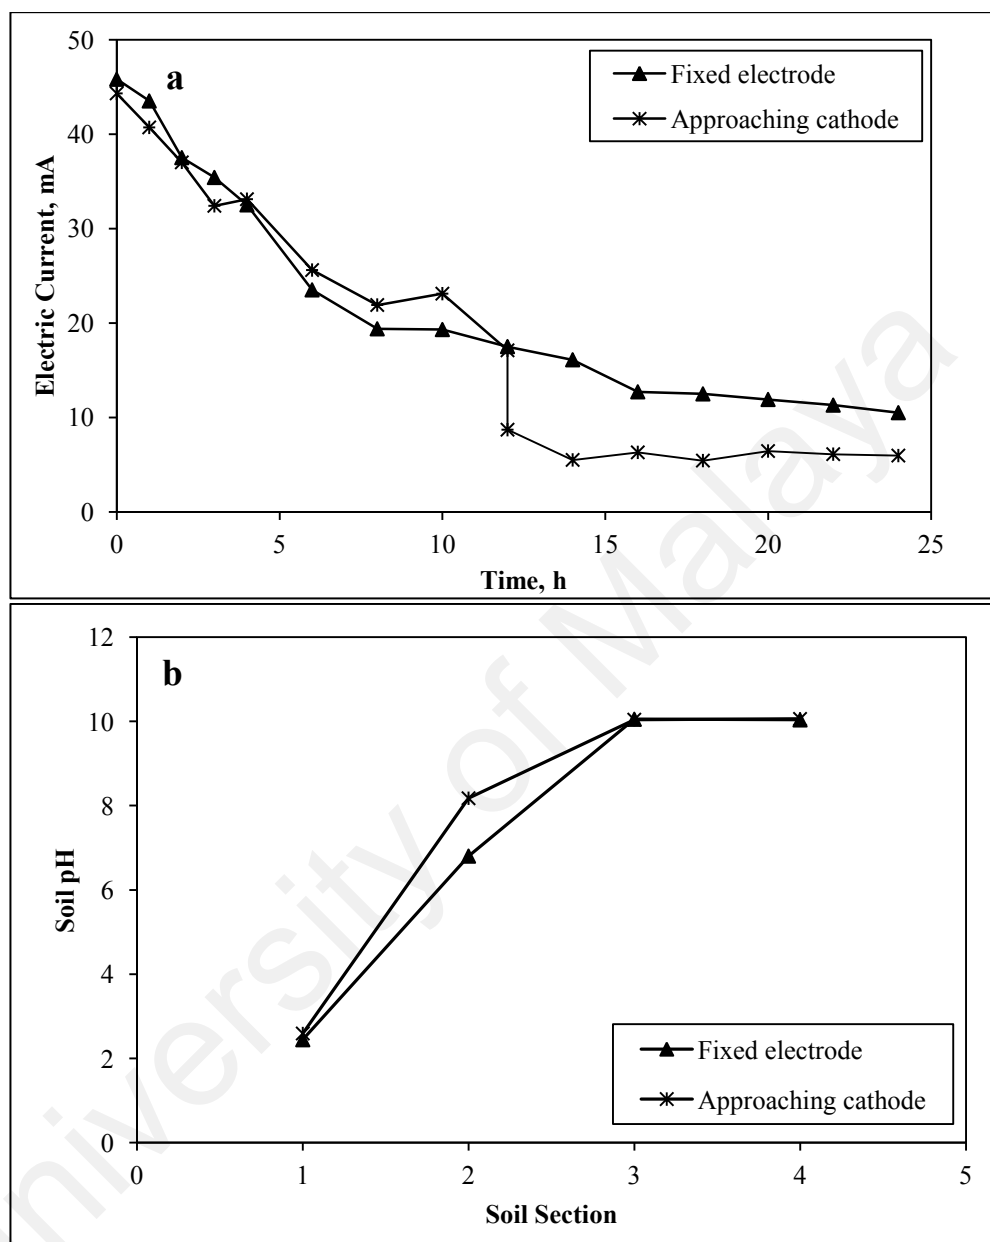 a
50
40
30
20
10
0
Electric Current, mA
Fixed electrode
Approaching cathode
0 5 10 15 20 25
Time, h
b
12
10
8
6
4
2
0
Soil pH
Fixed electrode
Approaching cathode
0 1 2 3 4 5
Soil Section
University of Malaya